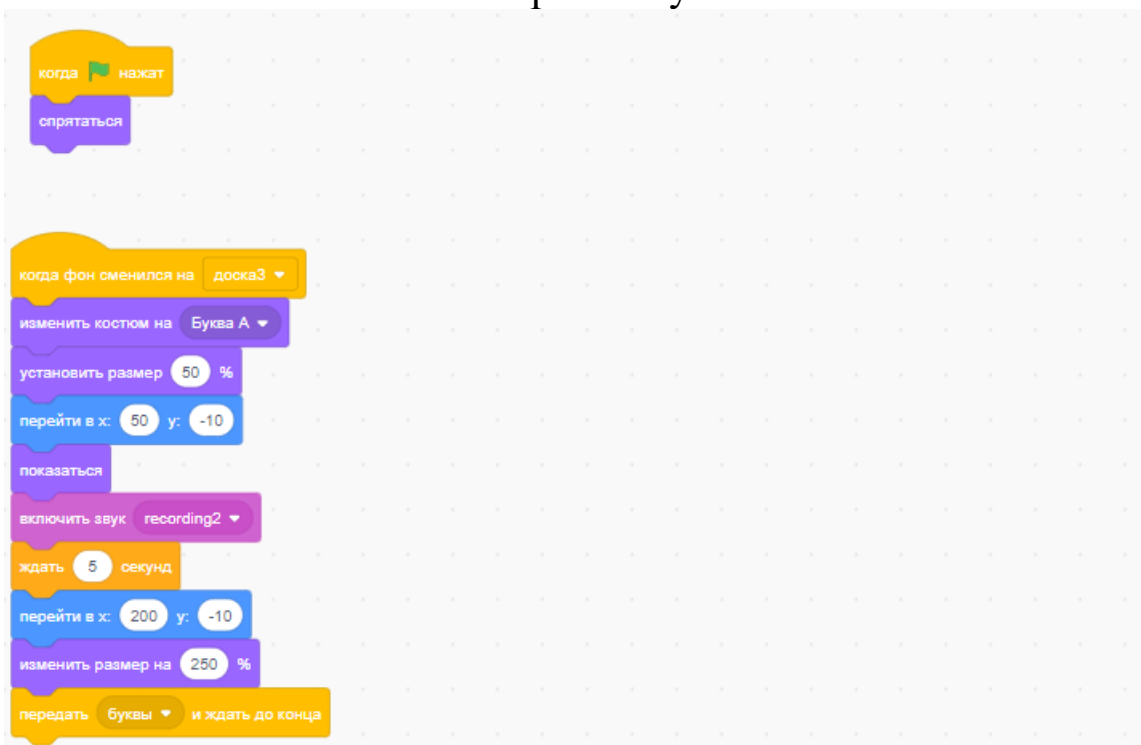 когда нажат
спрятаться
когда фон сменился на доска3
изменить костюм на Буква А
установить размер 50 %
перейти в x: 50 y: -10
показаться
включить звук recording2
ждать 5 секунд
перейти в x: 200 y: -10
изменить размер на 250 %
передать буквы и ждать до конца